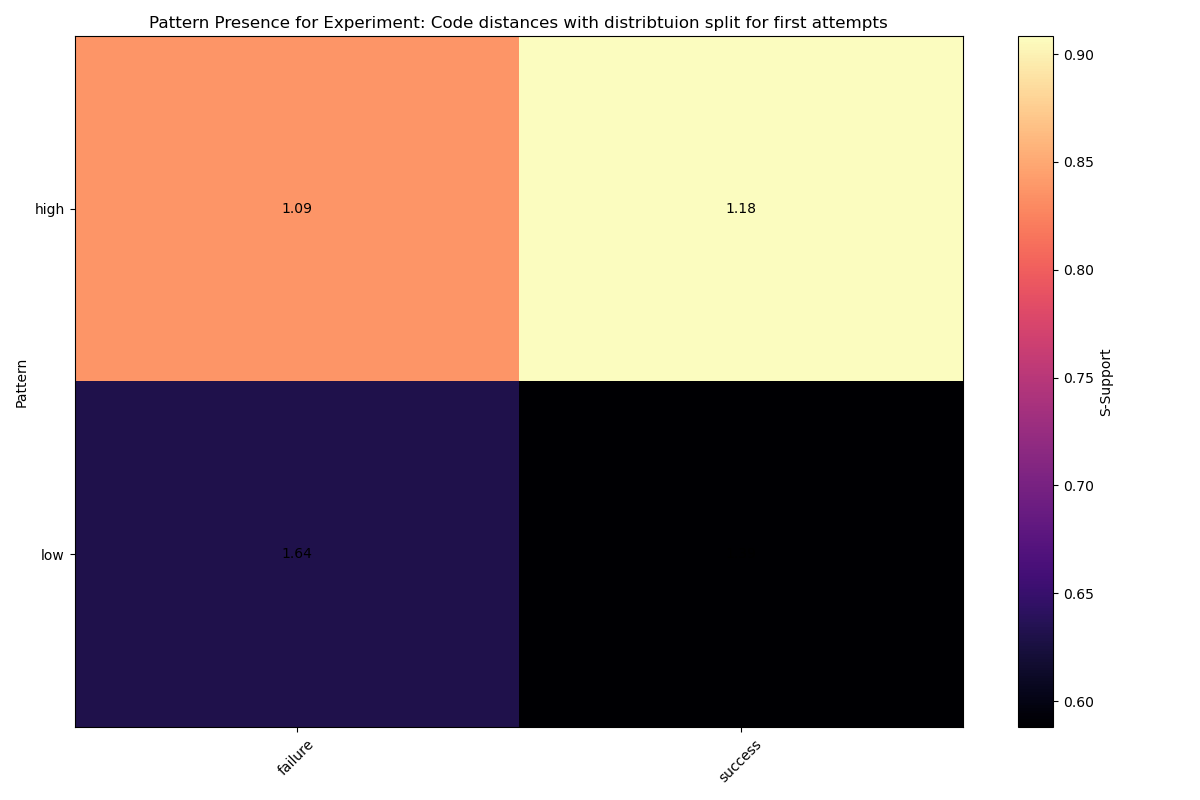 Pattern Presence for Experiment: Code distances with distribtuion split for first attempts
high
1.09
1.18
Pattern
low
1.64
failure
success
0.90
0.85
0.80
0.75
0.70
0.65
0.60
S-Support